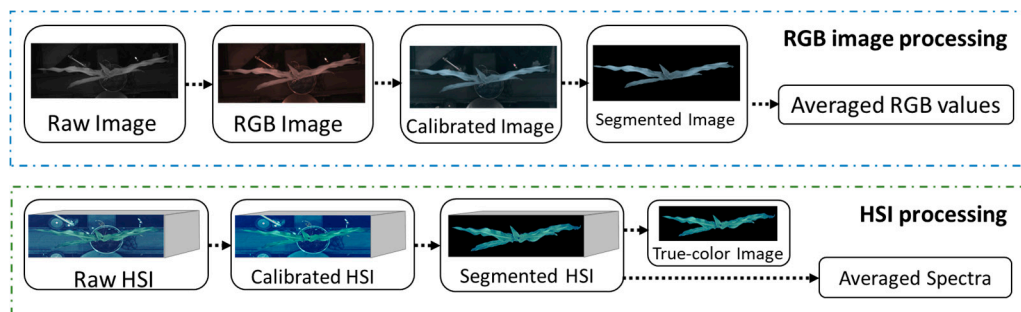 RGB image processing
Raw Image
RGB Image
Calibrated Image
Segmented Image
Averaged RGB values
HSI processing
Raw HSI
Calibrated HSI
Segmented HSI
True-color Image
Averaged Spectra